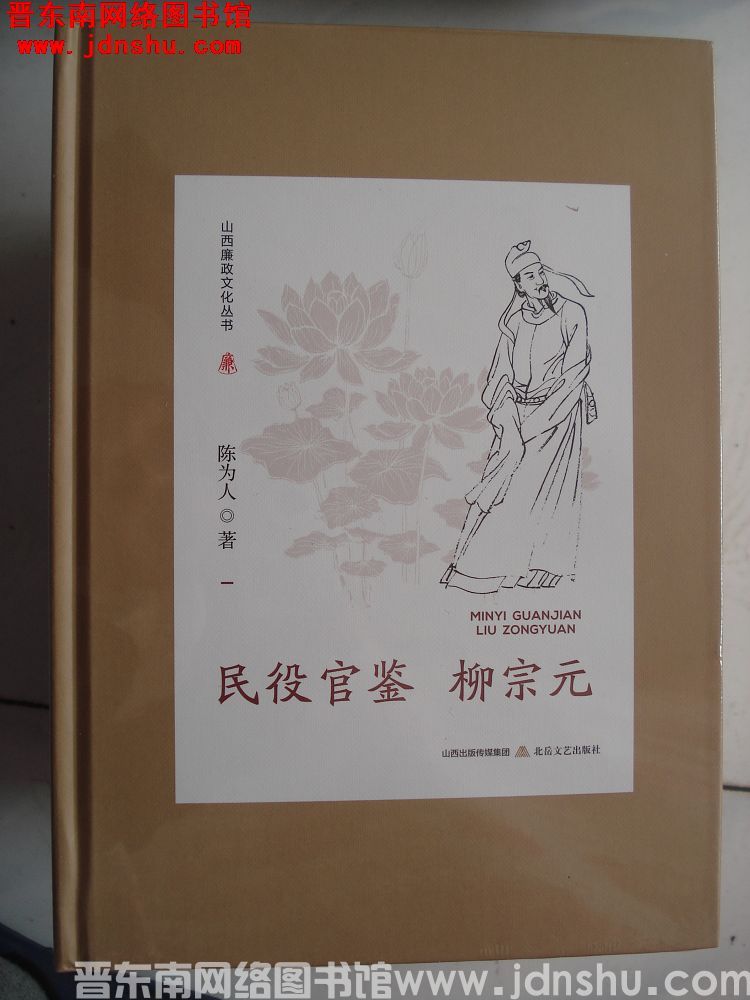 晋东南网络图书馆
www.jdnshu.com
山西廉政文化丛书
廉
陈为人◎著
MINYI GUANJIAN
LIU ZONGYUAN
民役官鉴 柳宗元
山西出版传媒集团 北岳文艺出版社
晋东南网络图书馆www.jdnshu.com